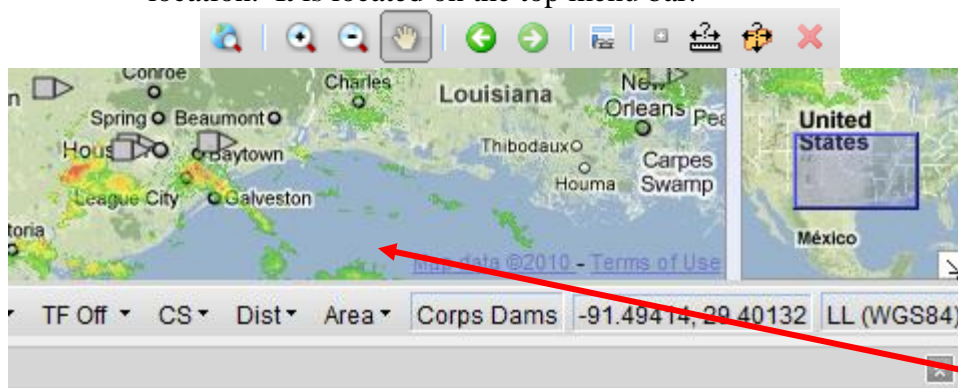 location. It is located on the top menu bar.
Conroe
Charles
Louisiana
New
Orleans
Spring
Beaumont
United
States
Thibodaux
Baytown
Carpes
Swamp
Houma
League City
Galveston
toria
México
Map data ©2010 - Terms of Use
TF Off
CS
Dist
Area
Corps Dams
-91.49414, 29.40132
LL (WGS84)